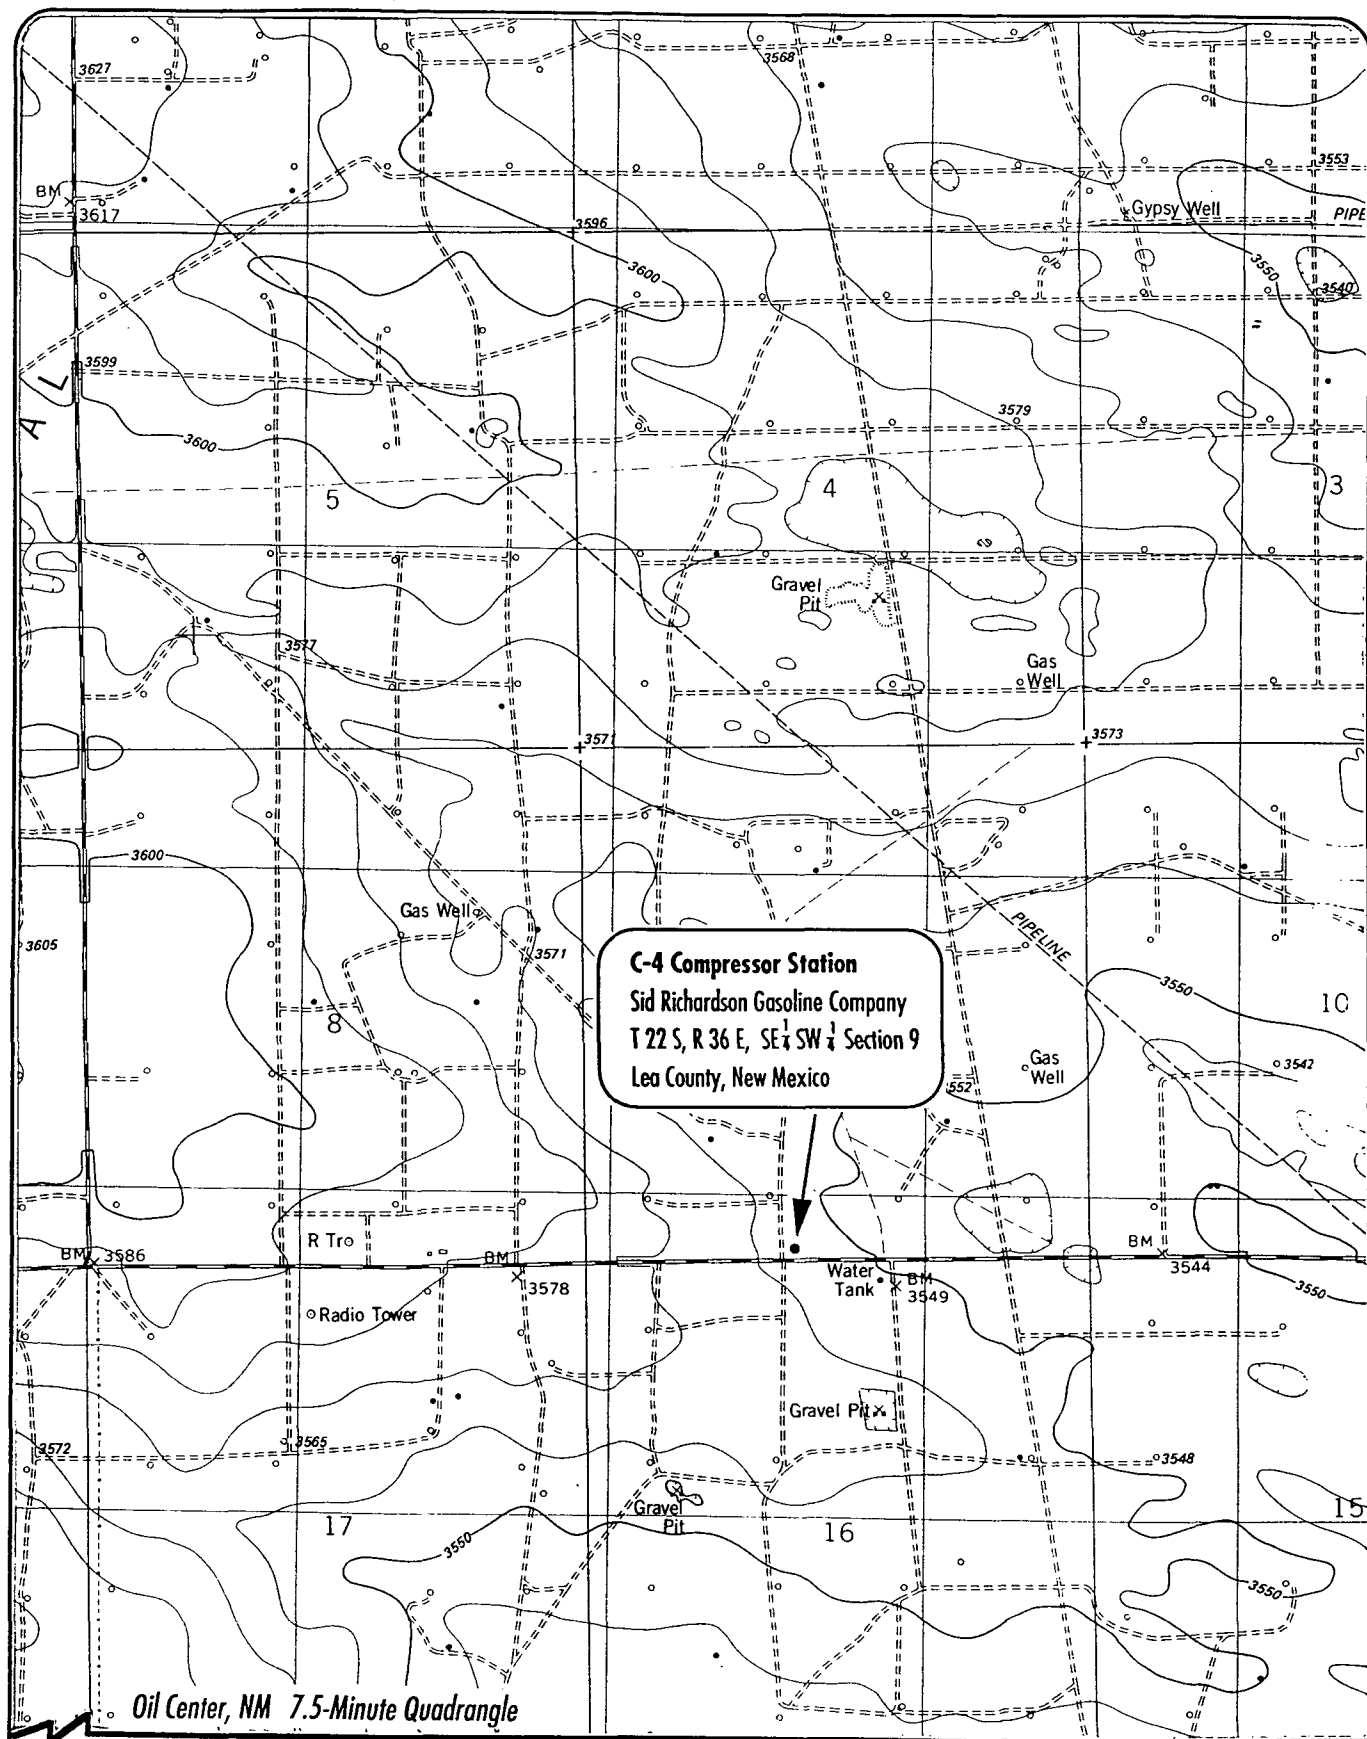 3627
3568
3553
BM
3617
Gypsy Well
PIPE
3596
3600
3550
3540
3599
A L
3579
3600
5
4
3
Gravel
Pit
3577
Gas
Well
3571
3573
3600
Gas Well
3605
3571
PIPELINE
3550
C-4 Compressor Station
Sid Richardson Gasoline Company
T 22 S, R 36 E, SE¼ SW ¼ Section 9
Lea County, New Mexico
8
10
Gas
Well
3542
552
R Tr
BM
3586
BM
3578
Water
Tank
BM
3549
BM
3544
3550
Radio Tower
Gravel Pit
3572
3565
3548
Gravel
Pit
17
16
15
3550
3550
Oil Center, NM 7.5-Minute Quadrangle